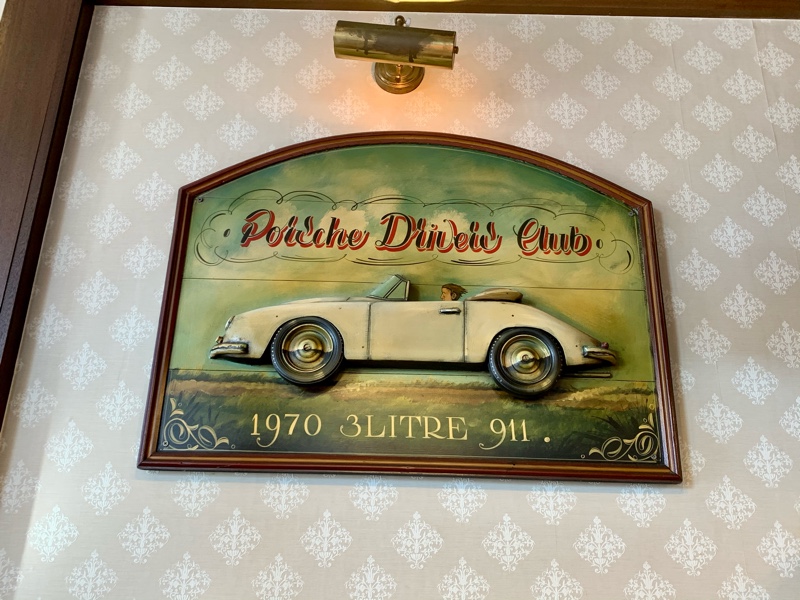 Porsche Drivers Club
1970 3LITRE 911.